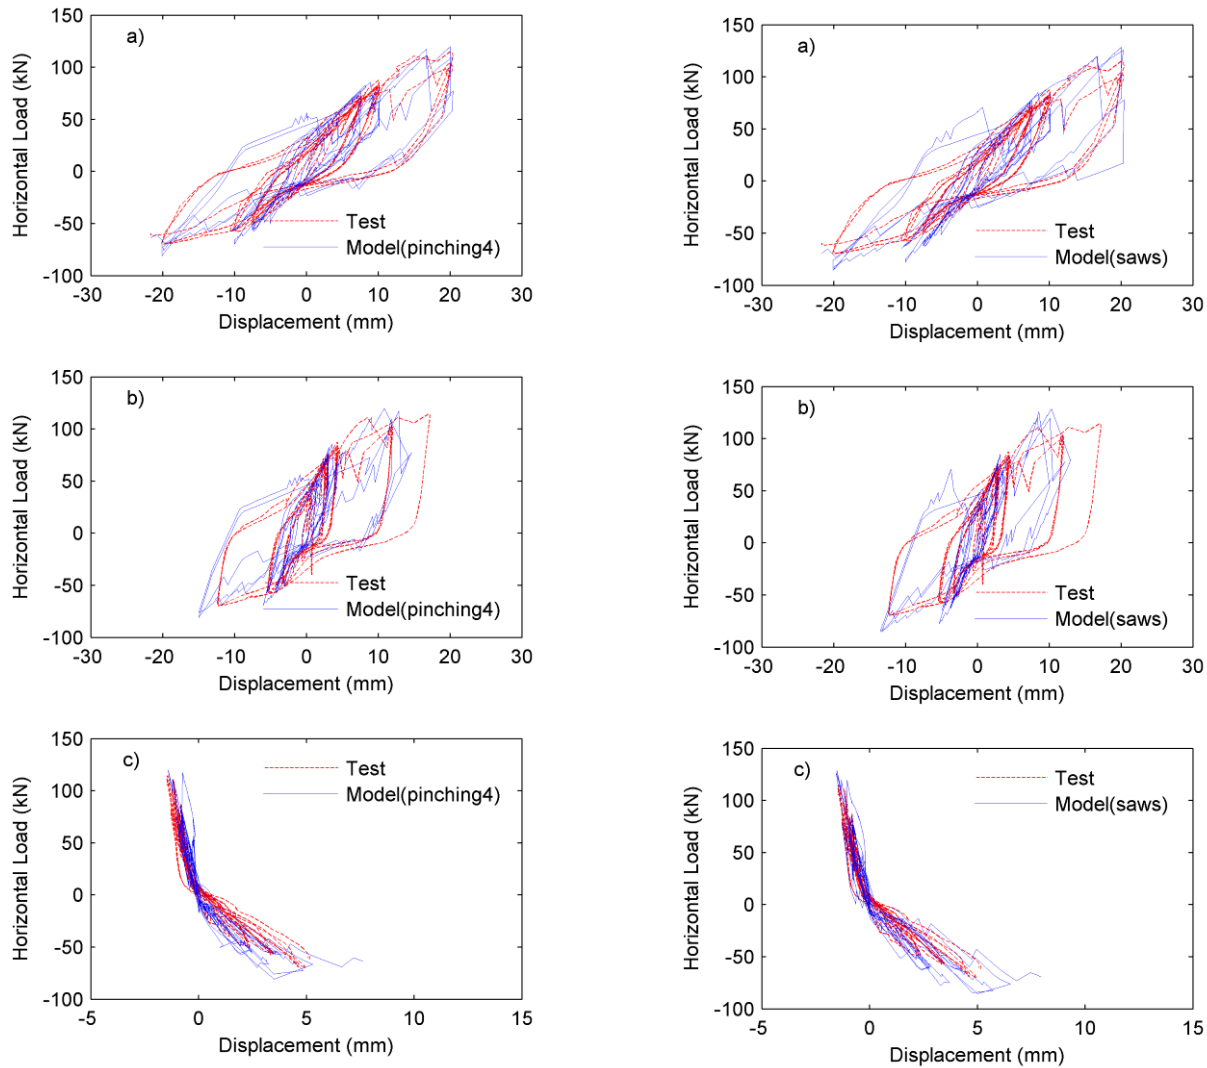 150
100
50
0
-50
-100
Horizontal Load (kN)
a)
Test
Model(pinching4)
-30 -20 -10 0 10 20 30
Displacement (mm)
150
100
50
0
-50
-100
Horizontal Load (kN)
a)
Test
Model(saws)
-30 -20 -10 0 10 20 30
Displacement (mm)
150
100
50
0
-50
-100
Horizontal Load (kN)
b)
Test
Model(pinching4)
-30 -20 -10 0 10 20 30
Displacement (mm)
150
100
50
0
-50
-100
Horizontal Load (kN)
b)
Test
Model(saws)
-30 -20 -10 0 10 20 30
Displacement (mm)
150
100
50
0
-50
-100
Horizontal Load (kN)
c)
Test
Model(pinching4)
-5 0 5 10 15
Displacement (mm)
150
100
50
0
-50
-100
Horizontal Load (kN)
c)
Test
Model(saws)
-5 0 5 10 15
Displacement (mm)